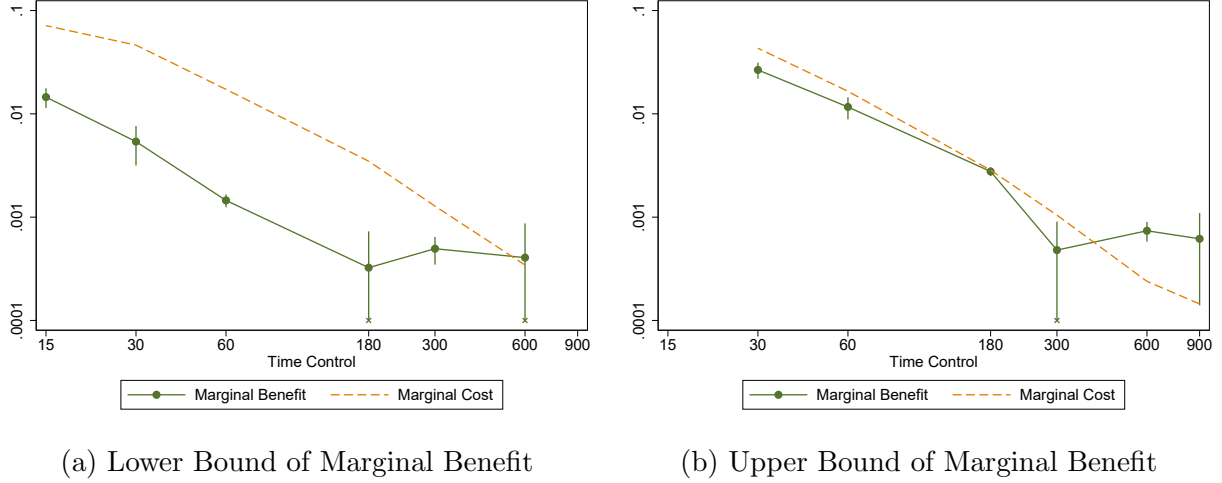 .1
.01
.001
.0001
15 30 60 180 300 600 900
Time Control
Marginal Benefit Marginal Cost
(a) Lower Bound of Marginal Benefit
.1
.01
.001
.0001
15 30 60 180 300 600 900
Time Control
Marginal Benefit Marginal Cost
(b) Upper Bound of Marginal Benefit